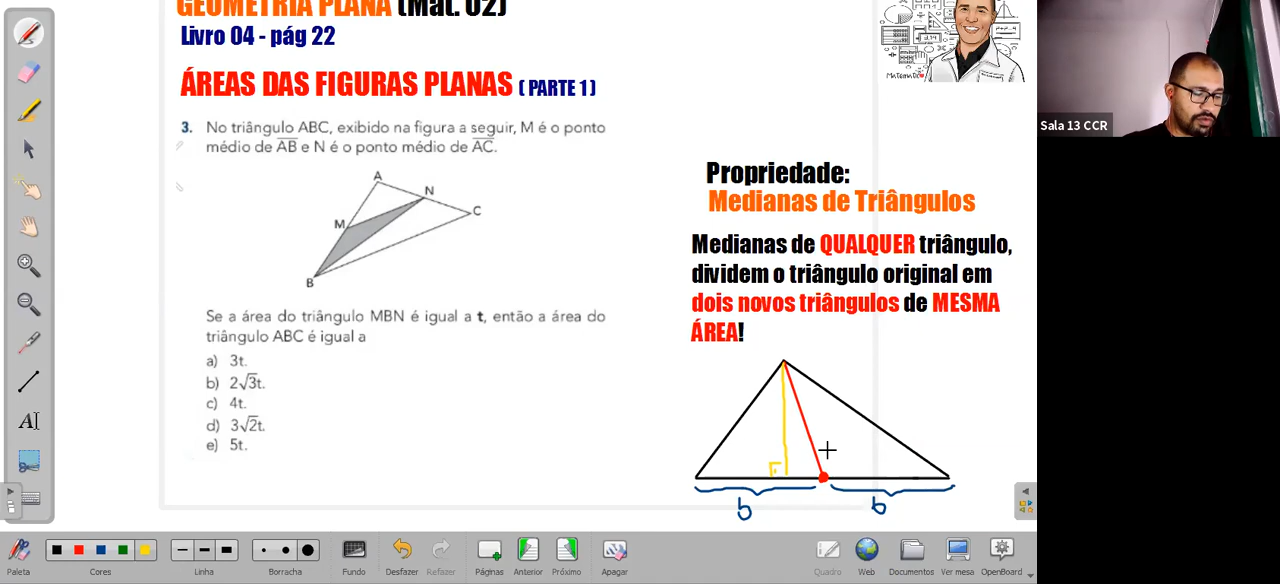 GEOMETRIA PLANA (Mat. 02)
Livro 04 - pág 22
ÁREAS DAS FIGURAS PLANAS ( PARTE 1 )
3. No triângulo ABC, exibido na figura a seguir, M é o ponto
médio de AB e N é o ponto médio de AC.
A
N
C
M
B
Se a área do triângulo MBN é igual a t, então a área do
triângulo ABC é igual a
a) 3t.
b) 2√3t.
c) 4t.
d) 3√2t.
e) 5t.
Propriedade:
Medianas de Triângulos
Medianas de QUALQUER triângulo,
dividem o triângulo original em
dois novos triângulos de MESMA
ÁREA!
b
b
Sala 13 CCR
AI
Paleta
Cores
Linha
Borracha
Fundo
Desfazer
Refazer
Páginas
Anterior
Próximo
Apagar
Quadro
Web
Documentos
Ver mesa
OpenBoard